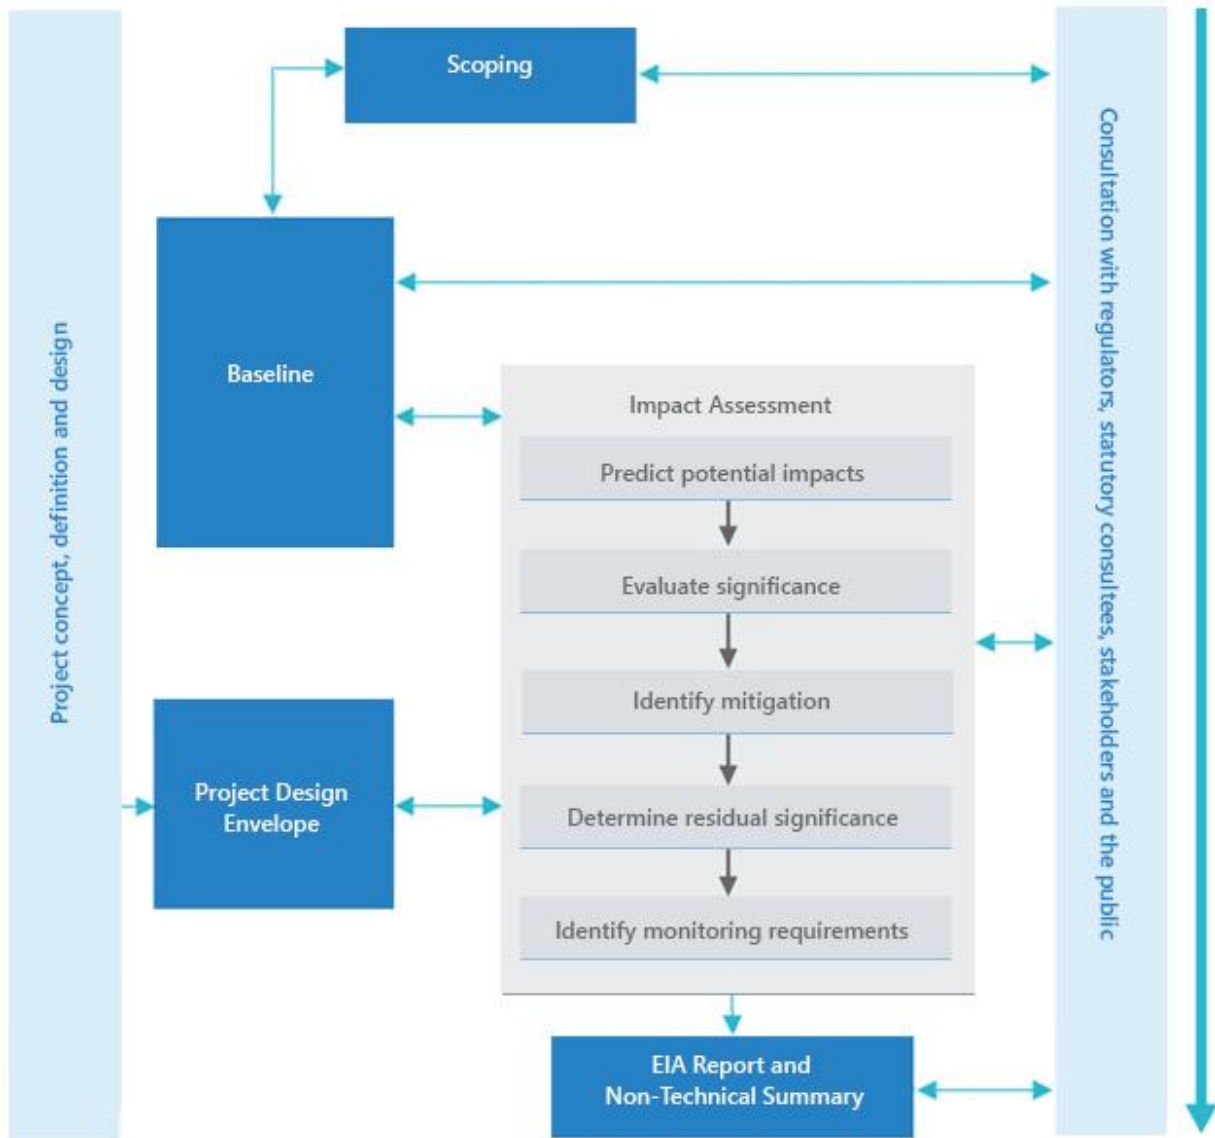 Scoping
Baseline
Impact Assessment
Predict potential impacts
Evaluate significance
Identify mitigation
Determine residual significance
Identify monitoring requirements
Project Design
Envelope
EIA Report and
Non-Technical Summary
Project concept, definition and design
Consultation with regulators, statutory consultees, stakeholders and the public